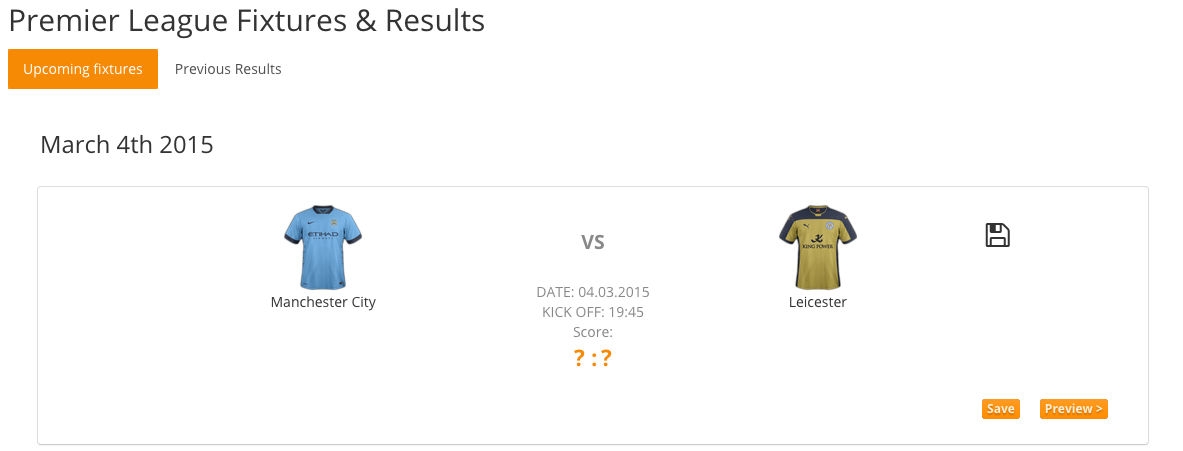 Premier League Fixtures & Results
Upcoming fixtures
Previous Results
March 4th 2015
ETIHAD
KING POWER
VS
Manchester City
Leicester
DATE: 04.03.2015
KICK OFF: 19:45
Score:
? : ?
Save
Preview >